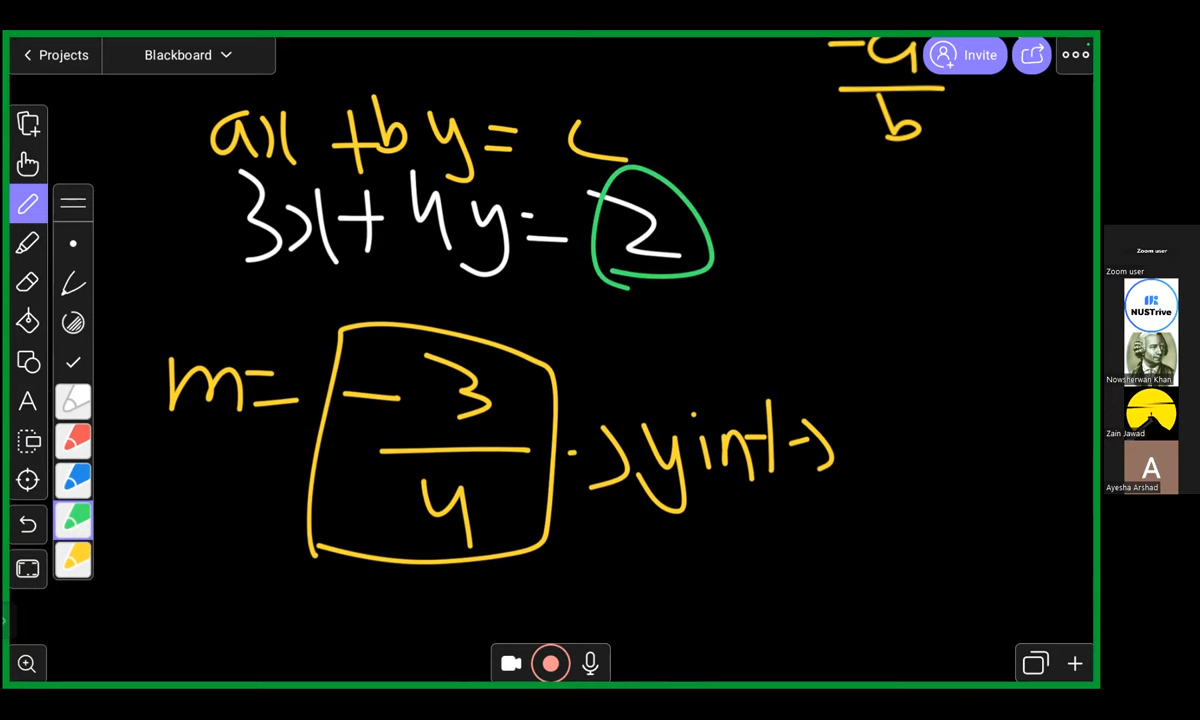 Projects
Blackboard
Invite
-a
b
ax + by = c
3x + 4y = 2
m = - 3
4
→ y int →
A
Zoom user
Zoom user
NUSTrive
Nowsherwan Khan
Zain Jawad
A
Ayesha Arshad